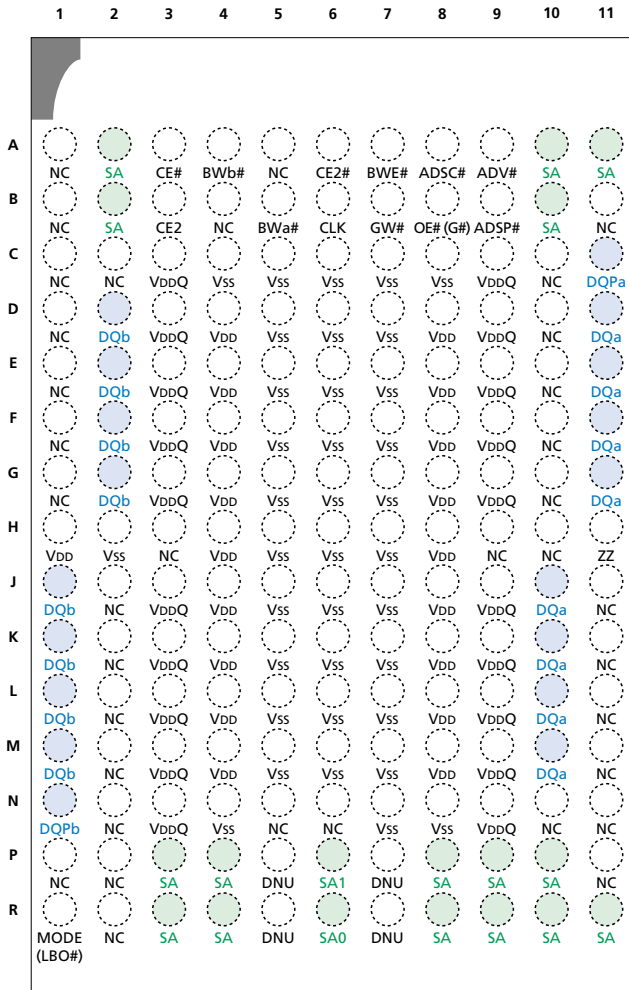 1 2 3 4 5 6 7 8 9 10 11
A
NC SA CE# BWb# NC CE2# BWE# ADSC# ADV# SA SA
B
NC SA CE2 NC BWa# CLK GW# OE# (G#) ADSP# SA NC
C
NC NC VDDQ Vss Vss Vss Vss Vss VDDQ NC DQPa
D
NC DQb VDDQ VDD Vss Vss Vss VDD VDDQ NC DQa
E
NC DQb VDDQ VDD Vss Vss Vss VDD VDDQ NC DQa
F
NC DQb VDDQ VDD Vss Vss Vss VDD VDDQ NC DQa
G
NC DQb VDDQ VDD Vss Vss Vss VDD VDDQ NC DQa
H
VDD Vss NC VDD Vss Vss Vss VDD NC NC ZZ
J
DQb NC VDDQ VDD Vss Vss Vss VDD VDDQ DQa NC
K
DQb NC VDDQ VDD Vss Vss Vss VDD VDDQ DQa NC
L
DQb NC VDDQ VDD Vss Vss Vss VDD VDDQ DQa NC
M
DQb NC VDDQ VDD Vss Vss Vss VDD VDDQ DQa NC
N
DQPb NC VDDQ Vss NC NC Vss Vss VDDQ NC NC
P
NC NC SA SA DNU SA1 DNU SA SA SA NC
R
MODE NC SA SA DNU SA0 DNU SA SA SA SA
(LBO#)